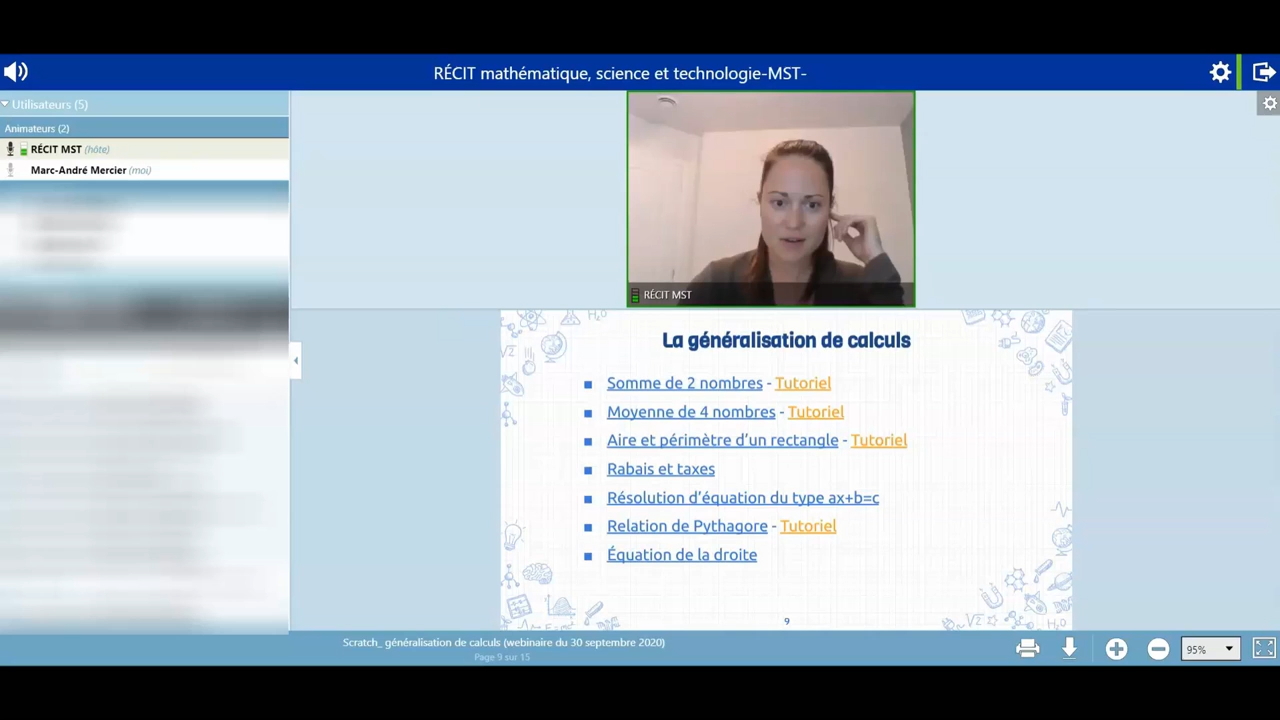 RÉCIT mathématique, science et technologie-MST-
Utilisateurs (5)
Animateurs (2)
RÉCIT MST (hôte)
Marc-André Mercier (moi)
RÉCIT MST
La généralisation de calculs
Somme de 2 nombres - Tutoriel
Moyenne de 4 nombres - Tutoriel
Aire et périmètre d'un rectangle - Tutoriel
Rabais et taxes
Résolution d'équation du type ax+b=c
Relation de Pythagore - Tutoriel
Équation de la droite
9
Scratch_ généralisation de calculs (webinaire du 30 septembre 2020)
Page 9 sur 15
95%